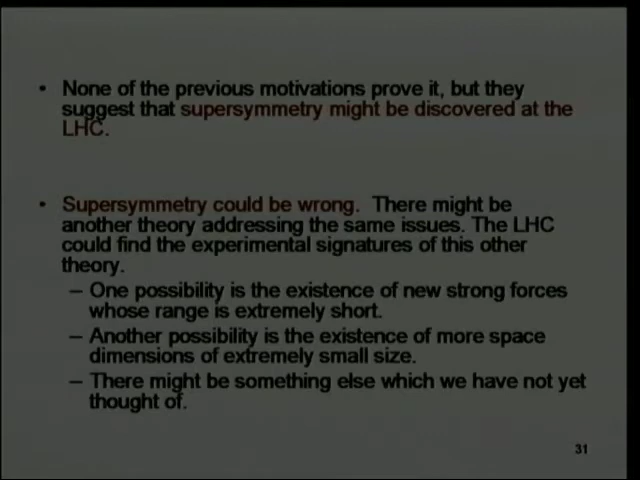 • None of the previous motivations prove it, but they
suggest that supersymmetry might be discovered at the
LHC.
• Supersymmetry could be wrong. There might be
another theory addressing the same issues. The LHC
could find the experimental signatures of this other
theory.
– One possibility is the existence of new strong forces
whose range is extremely short.
– Another possibility is the existence of more space
dimensions of extremely small size.
– There might be something else which we have not yet
thought of.
31